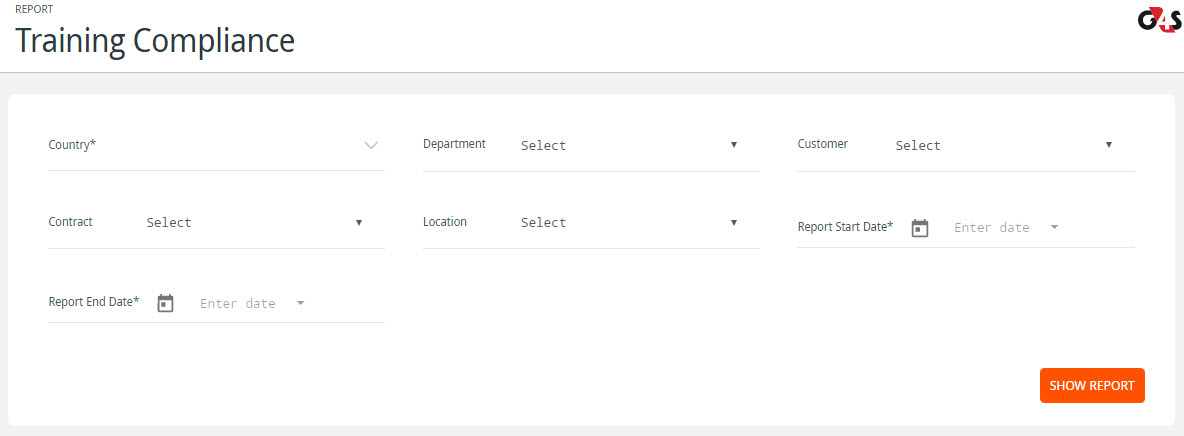 REPORT
Training Compliance
G4S
Country*
Department Select
Customer Select
Contract Select
Location Select
Report Start Date* Enter date
Report End Date* Enter date
SHOW REPORT